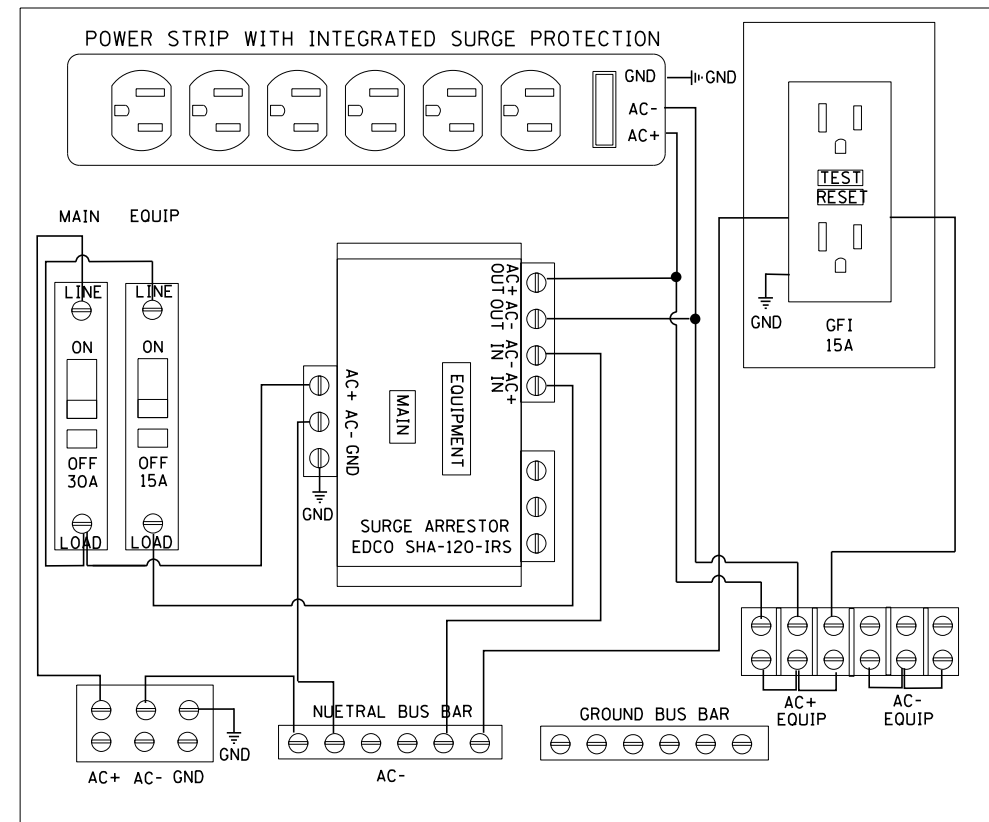 POWER STRIP WITH INTEGRATED SURGE PROTECTION
GND
GND
AC-
AC+
TEST
RESET
GND
GFI
15A
MAIN
EQUIP
LINE
ON
OFF
30A
LOAD
LINE
ON
OFF
15A
LOAD
AC+ AC- GND
GND
MAIN
EQUIPMENT
AC+ OUT
AC- OUT
AC- IN
AC+ IN
SURGE ARRESTOR
EDCO SHA-120-IRS
AC+
EQUIP
AC-
EQUIP
GND
AC+ AC- GND
NUETRAL BUS BAR
AC-
GROUND BUS BAR